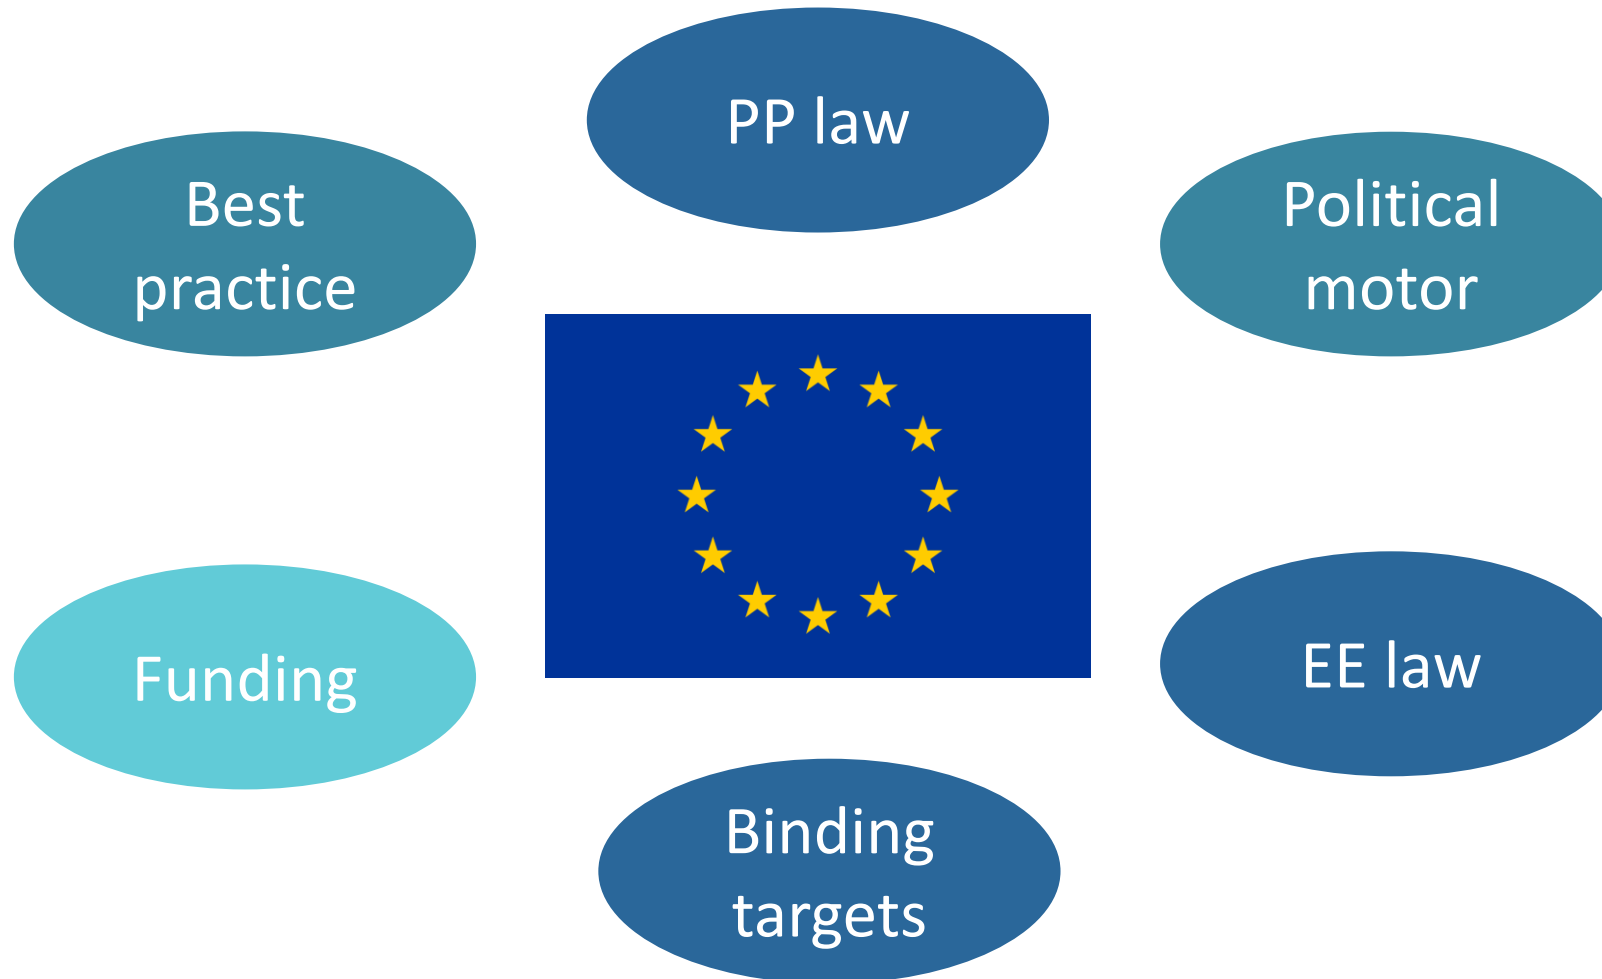 PP law
Best
practice
Political
motor
Funding
EE law
Binding
targets